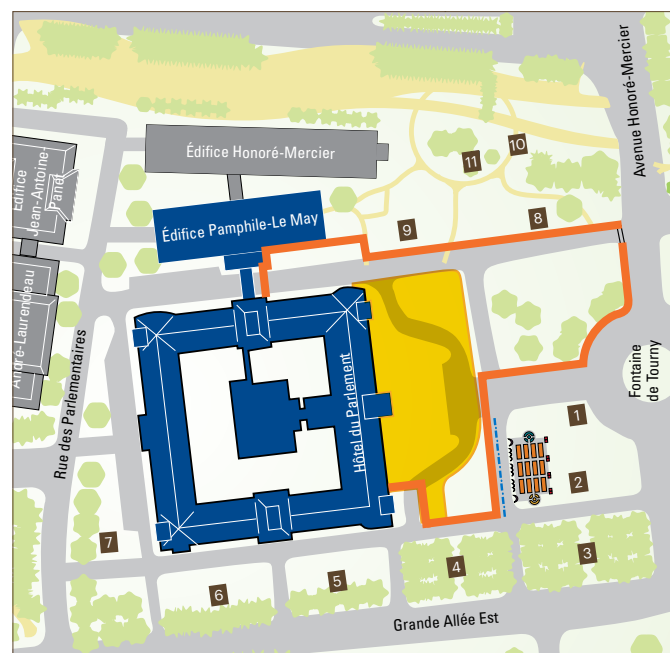 Avenue Honoré-Mercier
Édifice Honoré-Mercier
10
11
Édifice
Jean-Antoine-
Panet
Édifice Pamphile-Le May
8
9
André-Laurendeau
Rue des Parlementaires
Hôtel du Parlement
Fontaine
de Tourny
1
2
7
3
4
5
6
Grande Allée Est